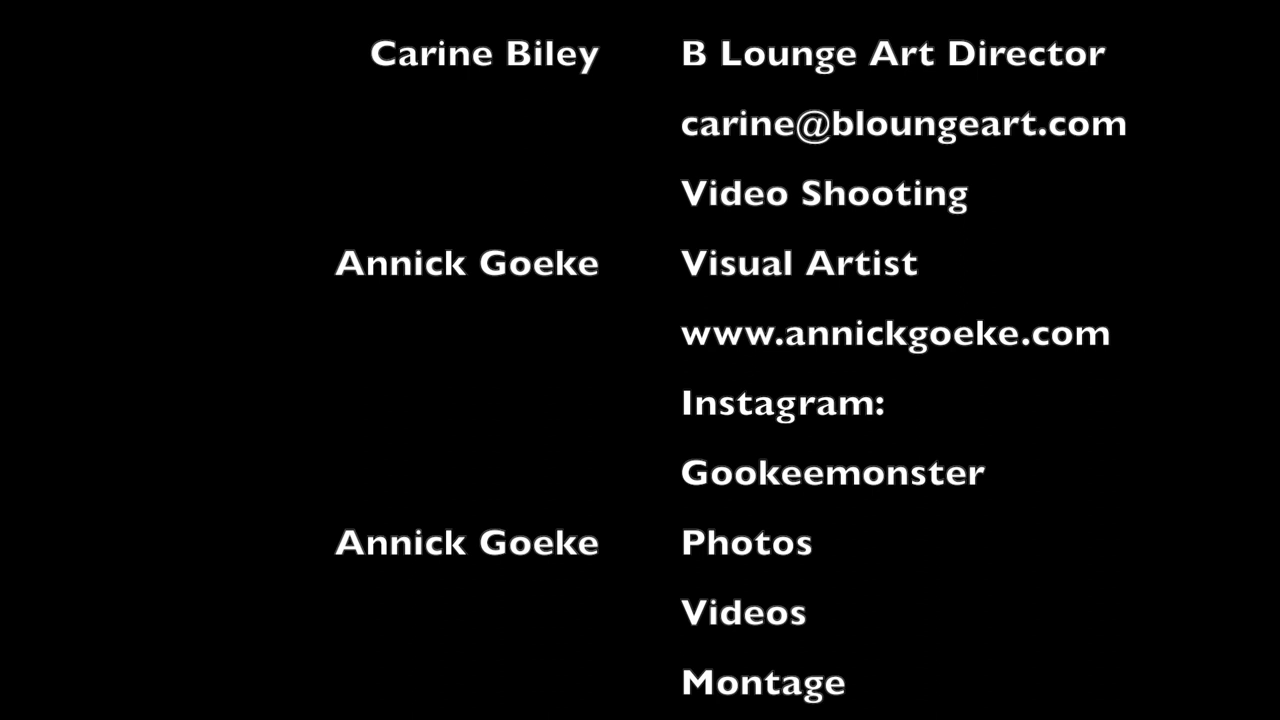 Carine Biley B Lounge Art Director
carine@bloungeart.com
Video Shooting
Annick Goeke Visual Artist
www.annickgoeke.com
Instagram:
Gookeemonster
Annick Goeke Photos
Videos
Montage